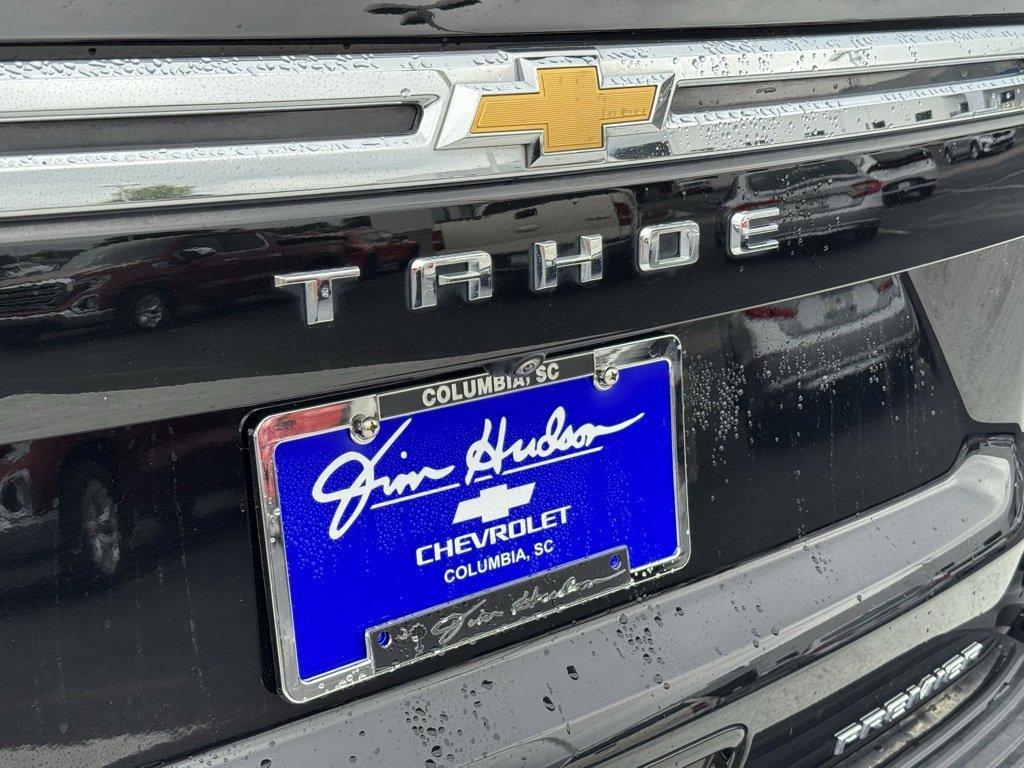 TAHOE
COLUMBIA, SC
Jim Hudson
CHEVROLET
COLUMBIA, SC
Jim Hudson
PREMIER